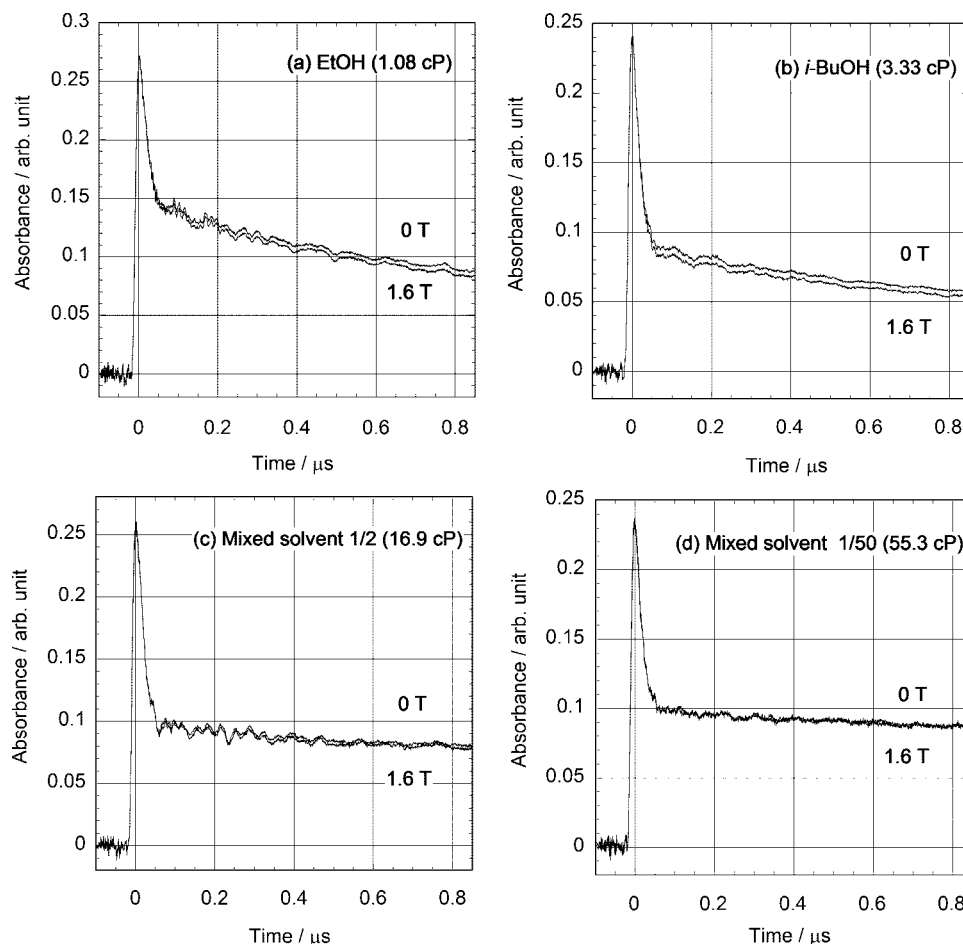 (a) EtOH (1.08 cP)
Absorbance / arb. unit
0.3
0.25
0.2
0.15
0.1
0.05
0
0 T
1.6 T
0 0.2 0.4 0.6 0.8
Time / μs
(b) i-BuOH (3.33 cP)
Absorbance / arb. unit
0.25
0.2
0.15
0.1
0.05
0
0 T
1.6 T
0 0.2 0.4 0.6 0.8
Time / μs
(c) Mixed solvent 1/2 (16.9 cP)
Absorbance / arb. unit
0.25
0.2
0.15
0.1
0.05
0
0 T
1.6 T
0 0.2 0.4 0.6 0.8
Time / μs
(d) Mixed solvent 1/50 (55.3 cP)
Absorbance / arb. unit
0.25
0.2
0.15
0.1
0.05
0
0 T
1.6 T
0 0.2 0.4 0.6 0.8
Time / μs